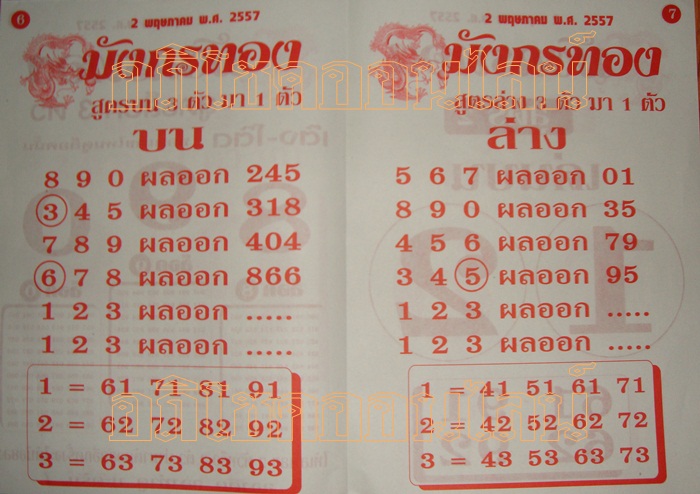 6
2 พฤษภาคม พ.ศ. 2557
มังกรทอง
สูตรบน 3 ตัว มา 1 ตัว
บน
8 9 0 ผลออก 245
3 4 5 ผลออก 318
7 8 9 ผลออก 404
6 7 8 ผลออก 866
1 2 3 ผลออก .....
1 2 3 ผลออก .....
1 = 61 71 81 91
2 = 62 72 82 92
3 = 63 73 83 93
7
2 พฤษภาคม พ.ศ. 2557
มังกรทอง
สูตรล่าง 3 ตัว มา 1 ตัว
ล่าง
5 6 7 ผลออก 01
8 9 0 ผลออก 35
4 5 6 ผลออก 79
3 4 5 ผลออก 95
1 2 3 ผลออก .....
1 2 3 ผลออก .....
1 = 41 51 61 71
2 = 42 52 62 72
3 = 43 53 63 73